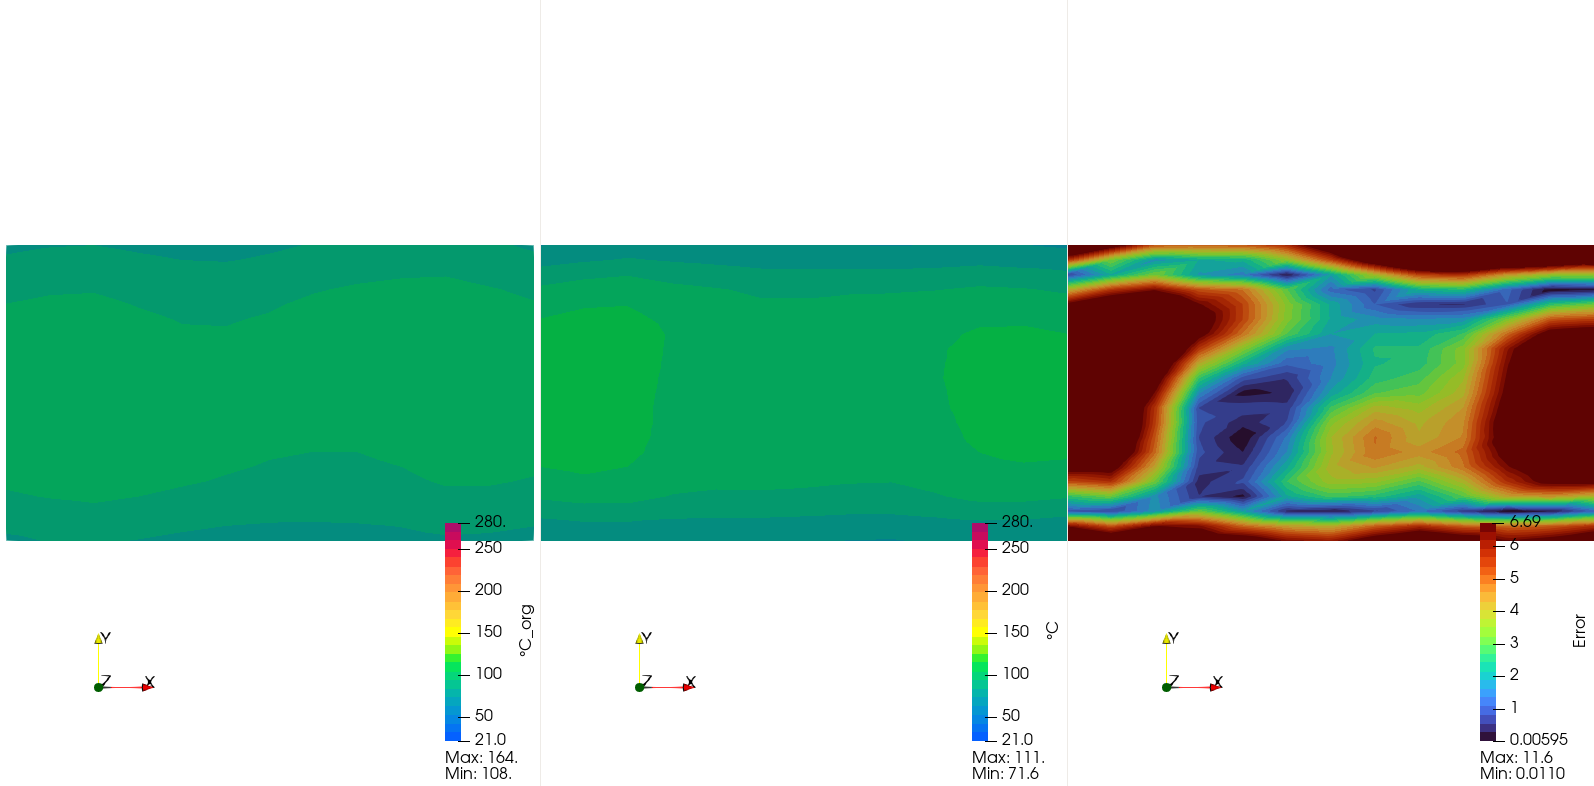 280.
250
200
150
100
50
21.0
°C_org
Max: 164.
Min: 108.
Y
Z
X
280.
250
200
150
100
50
21.0
°C
Max: 111.
Min: 71.6
Y
Z
X
6.69
6
5
4
3
2
1
0.00595
Error
Max: 11.6
Min: 0.0110
Y
Z
X